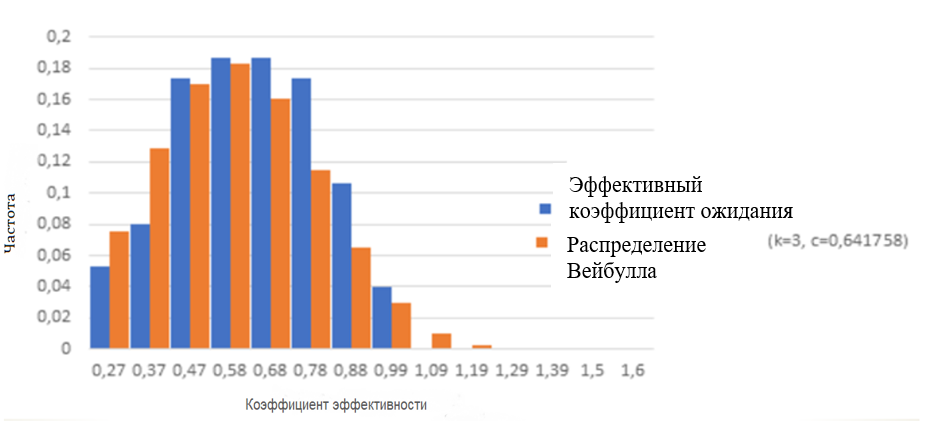 0,2
0,18
0,16
0,14
0,12
0,1
0,08
0,06
0,04
0,02
0
Частота
Эффективный
коэффициент ожидания
Распределение
Вейбулла
(k=3, c=0,641758)
0,27 0,37 0,47 0,58 0,68 0,78 0,88 0,99 1,09 1,19 1,29 1,39 1,5 1,6
Коэффициент эффективности